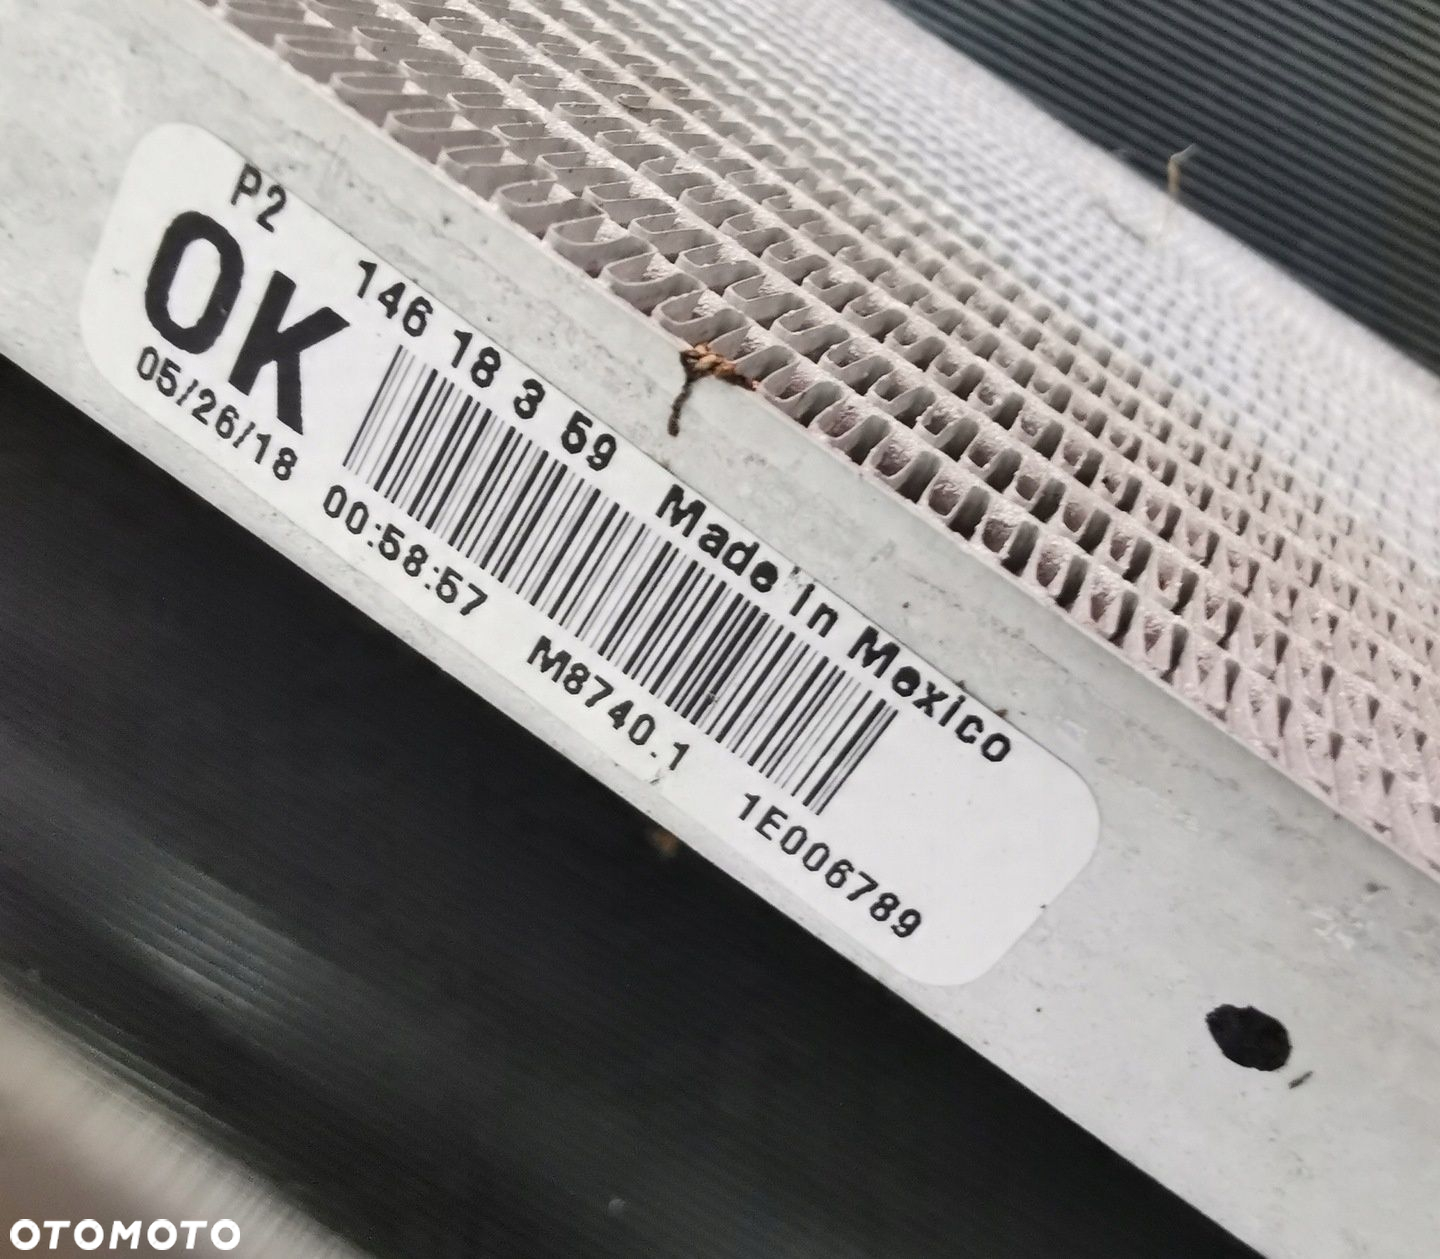 P2
OK 146 18 3 59 Made in Mexico
05/26/18 00:58:57 M8740.1 1E006789
OTOMOTO